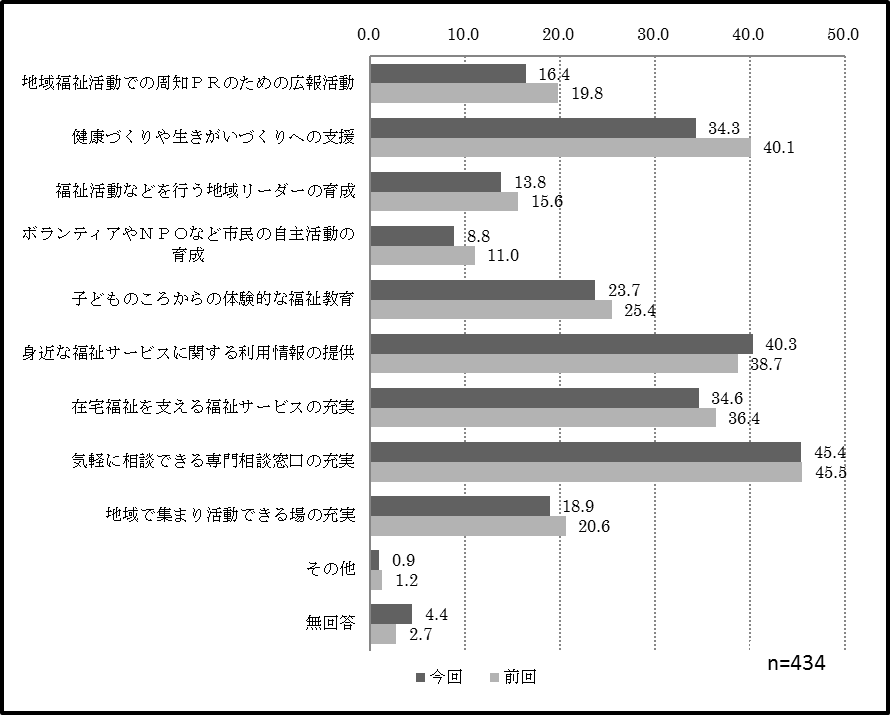 0.0 10.0 20.0 30.0 40.0 50.0
地域福祉活動での周知ＰＲのための広報活動
16.4
19.8
健康づくりや生きがいづくりへの支援
34.3
40.1
福祉活動などを行う地域リーダーの育成
13.8
15.6
ボランティアやＮＰＯなど市民の自主活動の
育成
8.8
11.0
子どものころからの体験的な福祉教育
23.7
25.4
身近な福祉サービスに関する利用情報の提供
40.3
38.7
在宅福祉を支える福祉サービスの充実
34.6
36.4
気軽に相談できる専門相談窓口の充実
45.4
45.5
地域で集まり活動できる場の充実
18.9
20.6
その他
0.9
1.2
無回答
4.4
2.7
n=434
今回 前回